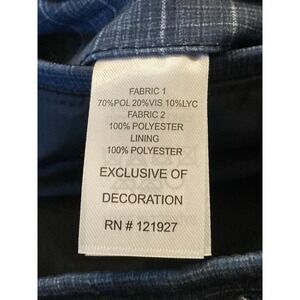 FABRIC 1
70%POL 20%VIS 10%LYC
FABRIC 2
100% POLYESTER
LINING
100% POLYESTER
EXCLUSIVE OF
DECORATION
RN # 121927